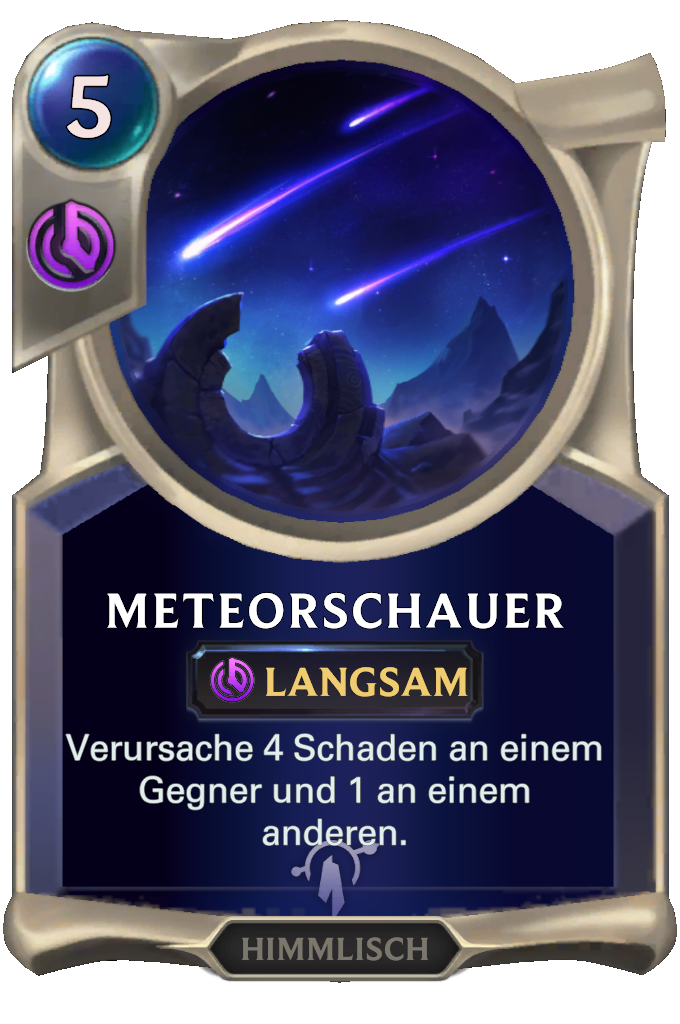 5
METEORSCHAUER
LANGSAM
Verursache 4 Schaden an einem
Gegner und 1 an einem
anderen.
HIMMLISCH